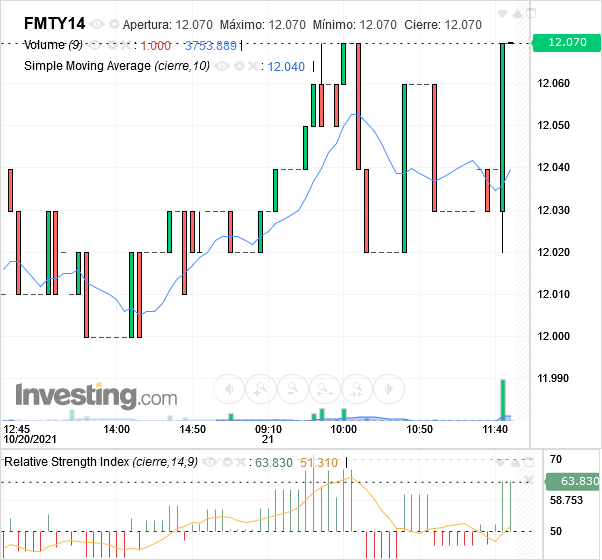 FMTY14 Apertura: 12.070 Máximo: 12.070 Mínimo: 12.070 Cierre: 12.070
Volume (9) : 1.000 3753.889
Simple Moving Average (cierre,10) : 12.040
12.070
12.060
12.050
12.040
12.030
12.020
12.010
12.000
11.990
Investing.com
12:45 14:00 14:50 09:10 10:00 10:50 11:40
10/20/2021 21
Relative Strength Index (cierre,14,9) : 63.830 51.310
70
63.830
58.753
50